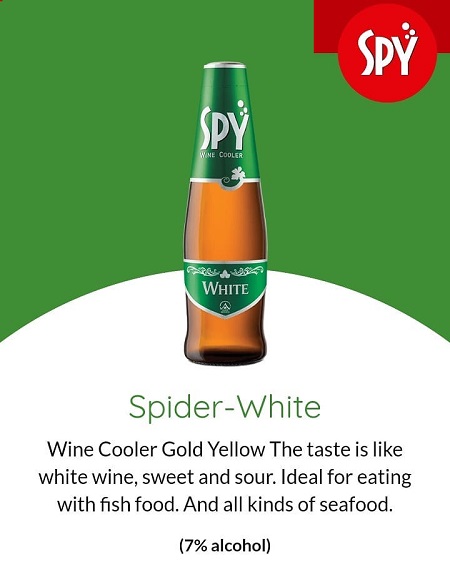 SPY
SPY
WINE COOLER
WHITE
Spider-White
Wine Cooler Gold Yellow The taste is like
white wine, sweet and sour. Ideal for eating
with fish food. And all kinds of seafood.
(7% alcohol)